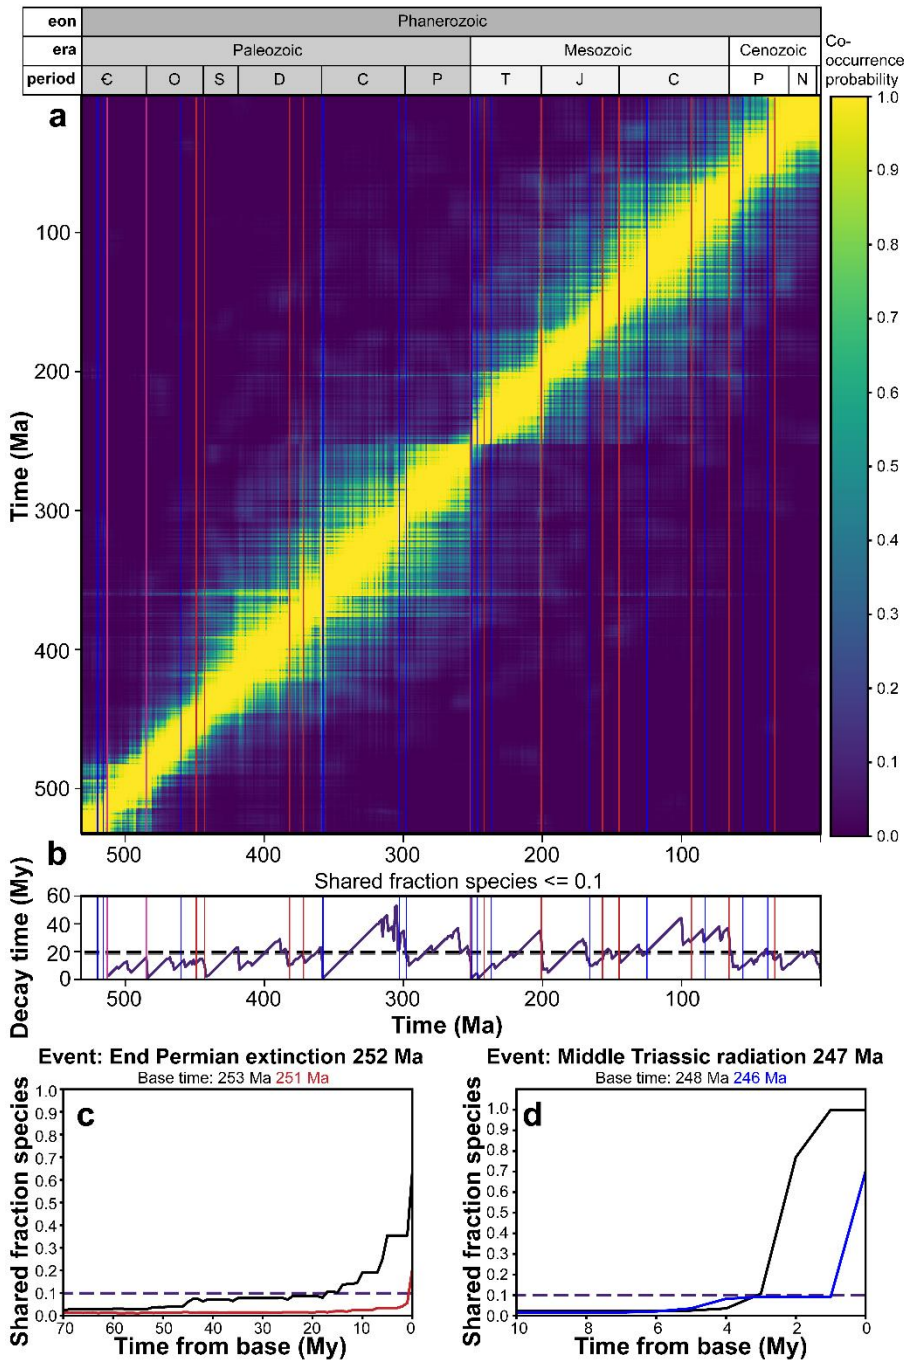 eon Phanerozoic
era Paleozoic Mesozoic Cenozoic
period Є O S D C P T J C P N
Co-
occurrence
probability
a
1.0
0.9
0.8
0.7
0.6
0.5
0.4
0.3
0.2
0.1
0.0
Time (Ma)
100
200
300
400
500
500 400 300 200 100
b
Shared fraction species <= 0.1
Decay time (My)
60
40
20
0
500 400 300 200 100
Time (Ma)
Event: End Permian extinction 252 Ma
Base time: 253 Ma 251 Ma
c
Shared fraction species
1.0
0.9
0.8
0.7
0.6
0.5
0.4
0.3
0.2
0.1
0.0
70 60 50 40 30 20 10 0
Time from base (My)
Event: Middle Triassic radiation 247 Ma
Base time: 248 Ma 246 Ma
d
Shared fraction species
1.0
0.9
0.8
0.7
0.6
0.5
0.4
0.3
0.2
0.1
0.0
10 8 6 4 2 0
Time from base (My)